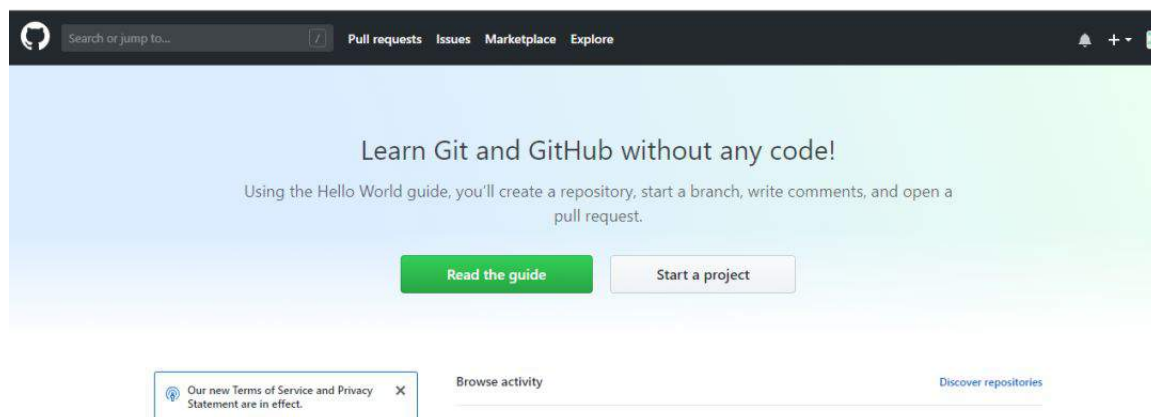 Search or jump to... / Pull requests Issues Marketplace Explore
Learn Git and GitHub without any code!
Using the Hello World guide, you'll create a repository, start a branch, write comments, and open a
pull request.
Read the guide Start a project
Our new Terms of Service and Privacy
Statement are in effect.
Browse activity Discover repositories